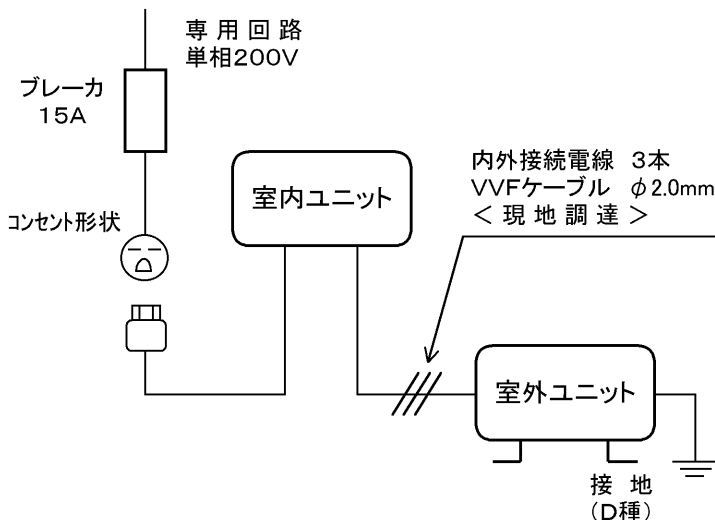 専用回路
単相200V
ブレーカ
15A
コンセント形状
室内ユニット
内外接続電線 3本
VVFケーブル φ2.0mm
＜現地調達＞
室外ユニット
接地
（D種）